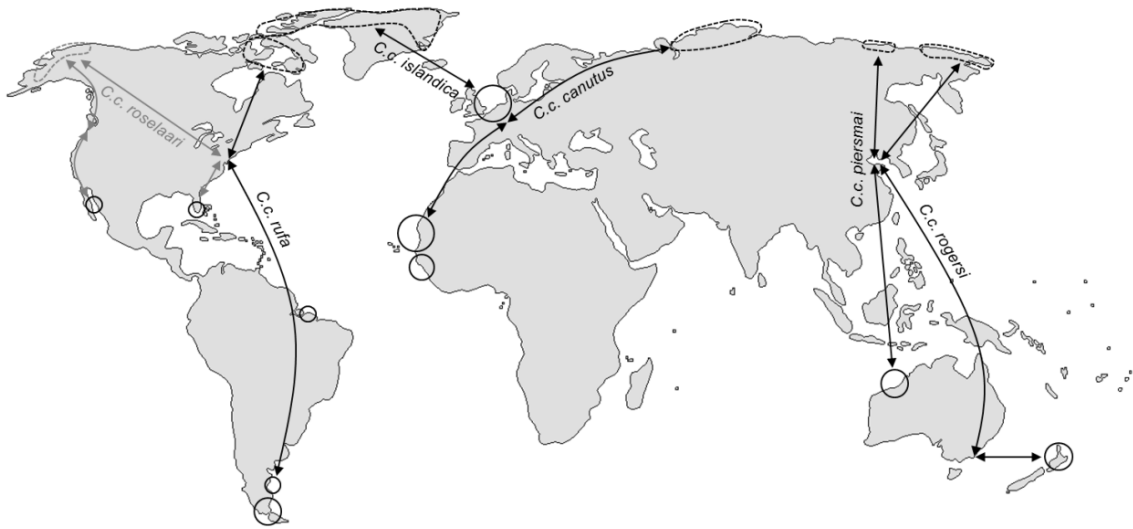 C.c. roselaari
C.c. islandica
C.c. canutus
C.c. rufa
C.c. piersmai
C.c. rogersi